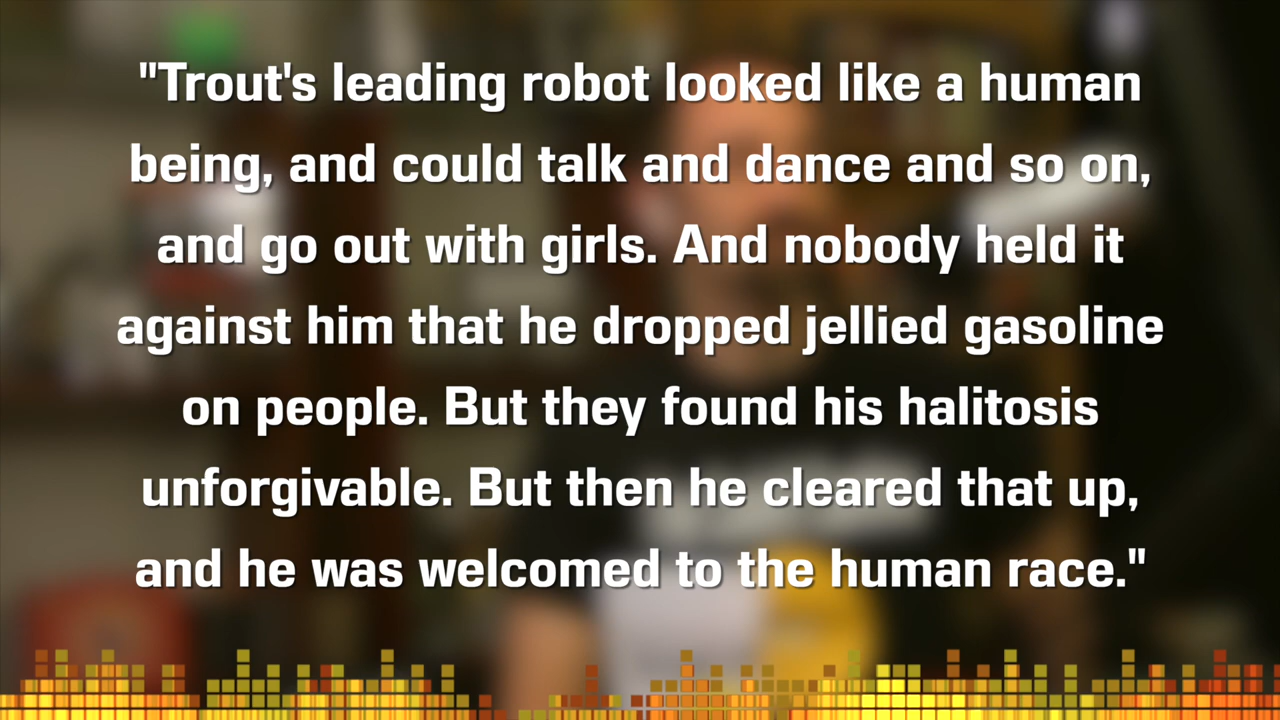 "Trout's leading robot looked like a human
being, and could talk and dance and so on,
and go out with girls. And nobody held it
against him that he dropped jellied gasoline
on people. But they found his halitosis
unforgivable. But then he cleared that up,
and he was welcomed to the human race."